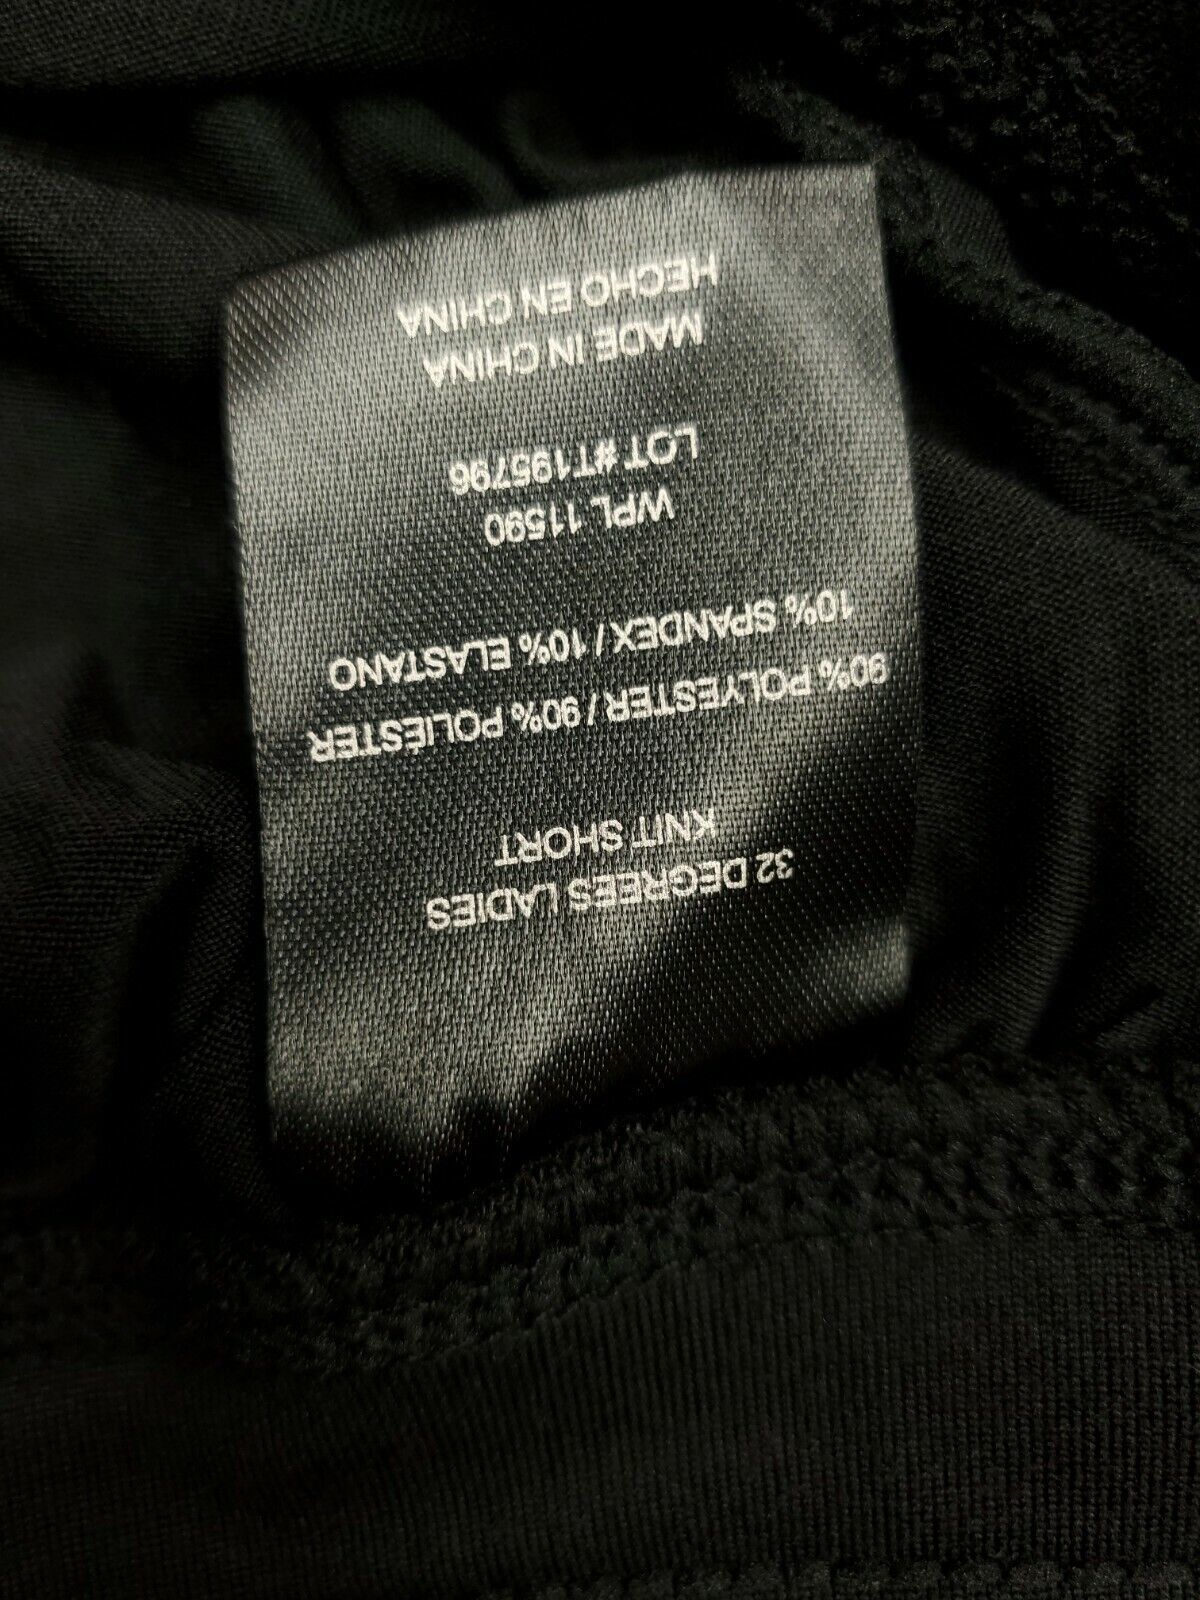 32 DEGREES LADIES
KNIT SHORT
90% POLYESTER / 90% POLIÉSTER
10% SPANDEX / 10% ELASTANO
WPL 11590
LOT #T195796
MADE IN CHINA
HECHO EN CHINA